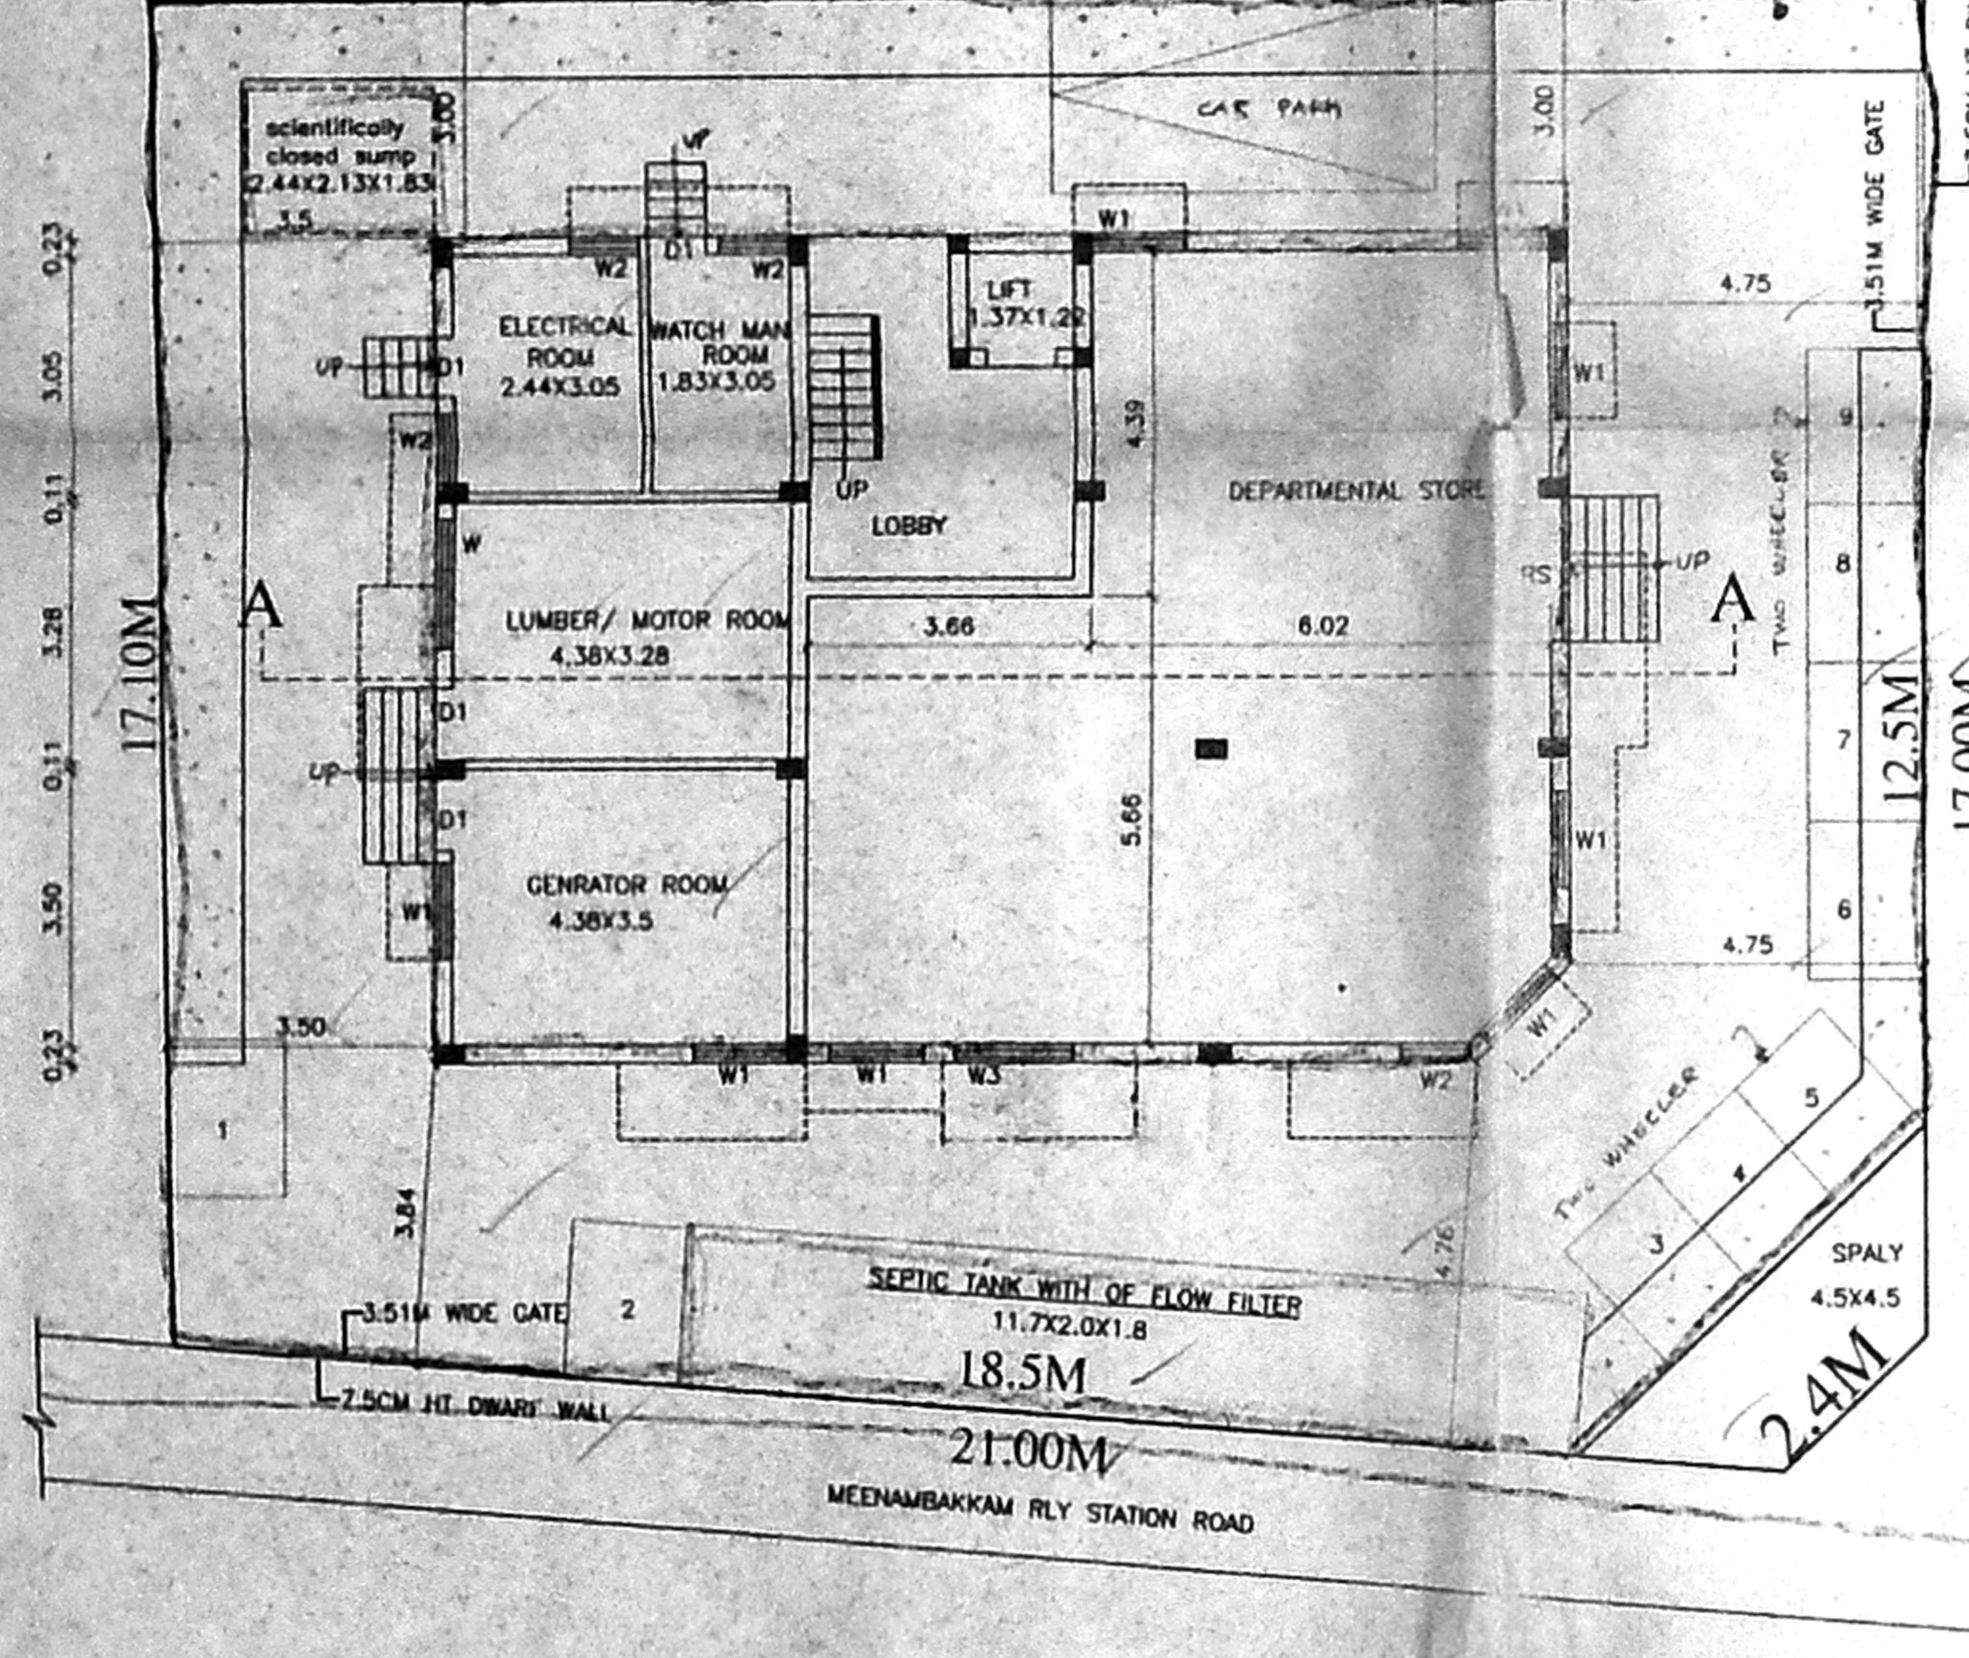 CAR PARK
scientifically
closed sump
2.44X2.13X1.83
3.5
3.00
UP
3.00
3.51M WIDE GATE
W1
0.23
W2
D1
W2
LIFT
1.37X1.22
4.75
ELECTRICAL
ROOM
2.44X3.05
WATCH MAN
ROOM
1.83X3.05
UP
D1
W1
3.05
W2
4.39
9
TWO WHEELER
0.11
UP
DEPARTMENTAL STORE
LOBBY
W
RS
UP
8
A
A
LUMBER/ MOTOR ROOM
4.38X3.28
3.66
6.02
3.28
17.10M
D1
7
12.5M
17.00M
UP
0.11
D1
5.66
W1
GENRATOR ROOM
4.38X3.5
W1
3.50
6
4.75
3.50
0.23
W1
W1
W3
W2
W1
1
TWO WHEELER
5
4
3
3.84
4.76
SPALY
4.5X4.5
SEPTIC TANK WITH OF FLOW FILTER
11.7X2.0X1.8
3.51M WIDE GATE
2
18.5M
2.4M
7.5CM HT DWARF WALL
21.00M
MEENAMBAKKAM RLY STATION ROAD